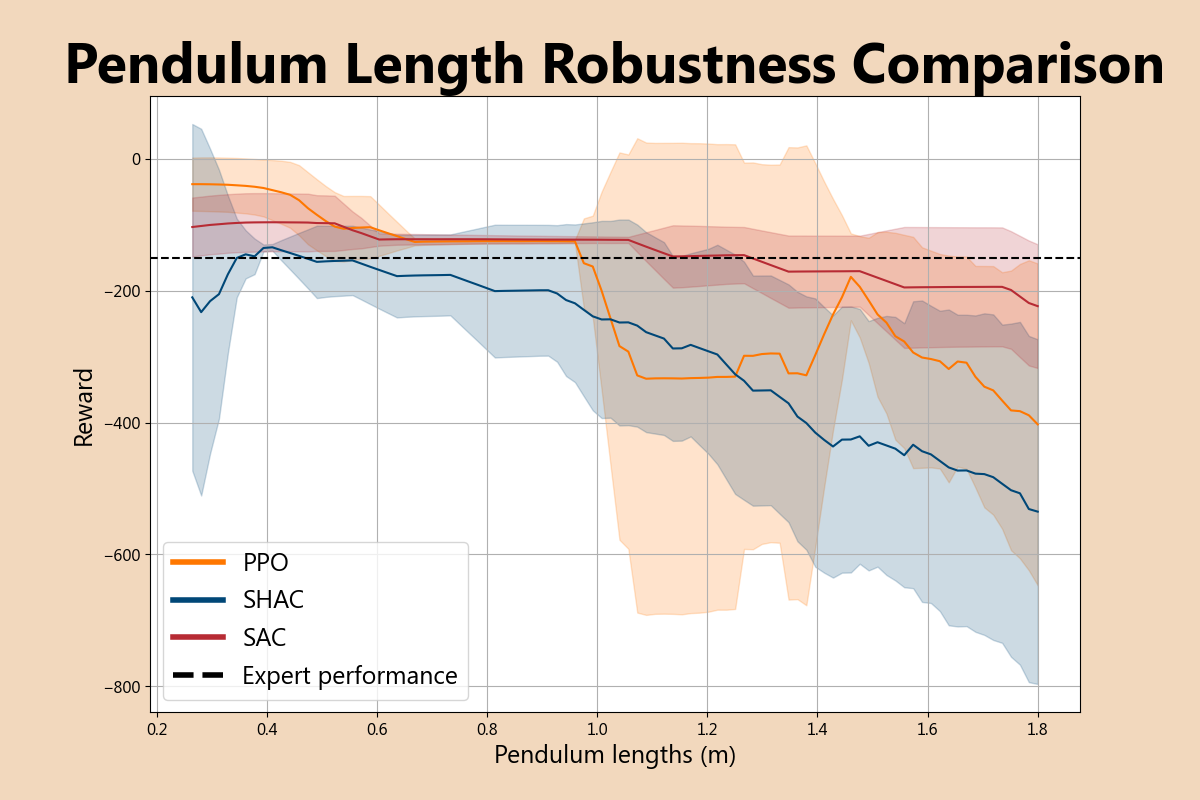 Pendulum Length Robustness Comparison
0
−200
−400
−600
−800
Reward
PPO
SHAC
SAC
Expert performance
0.2 0.4 0.6 0.8 1.0 1.2 1.4 1.6 1.8
Pendulum lengths (m)